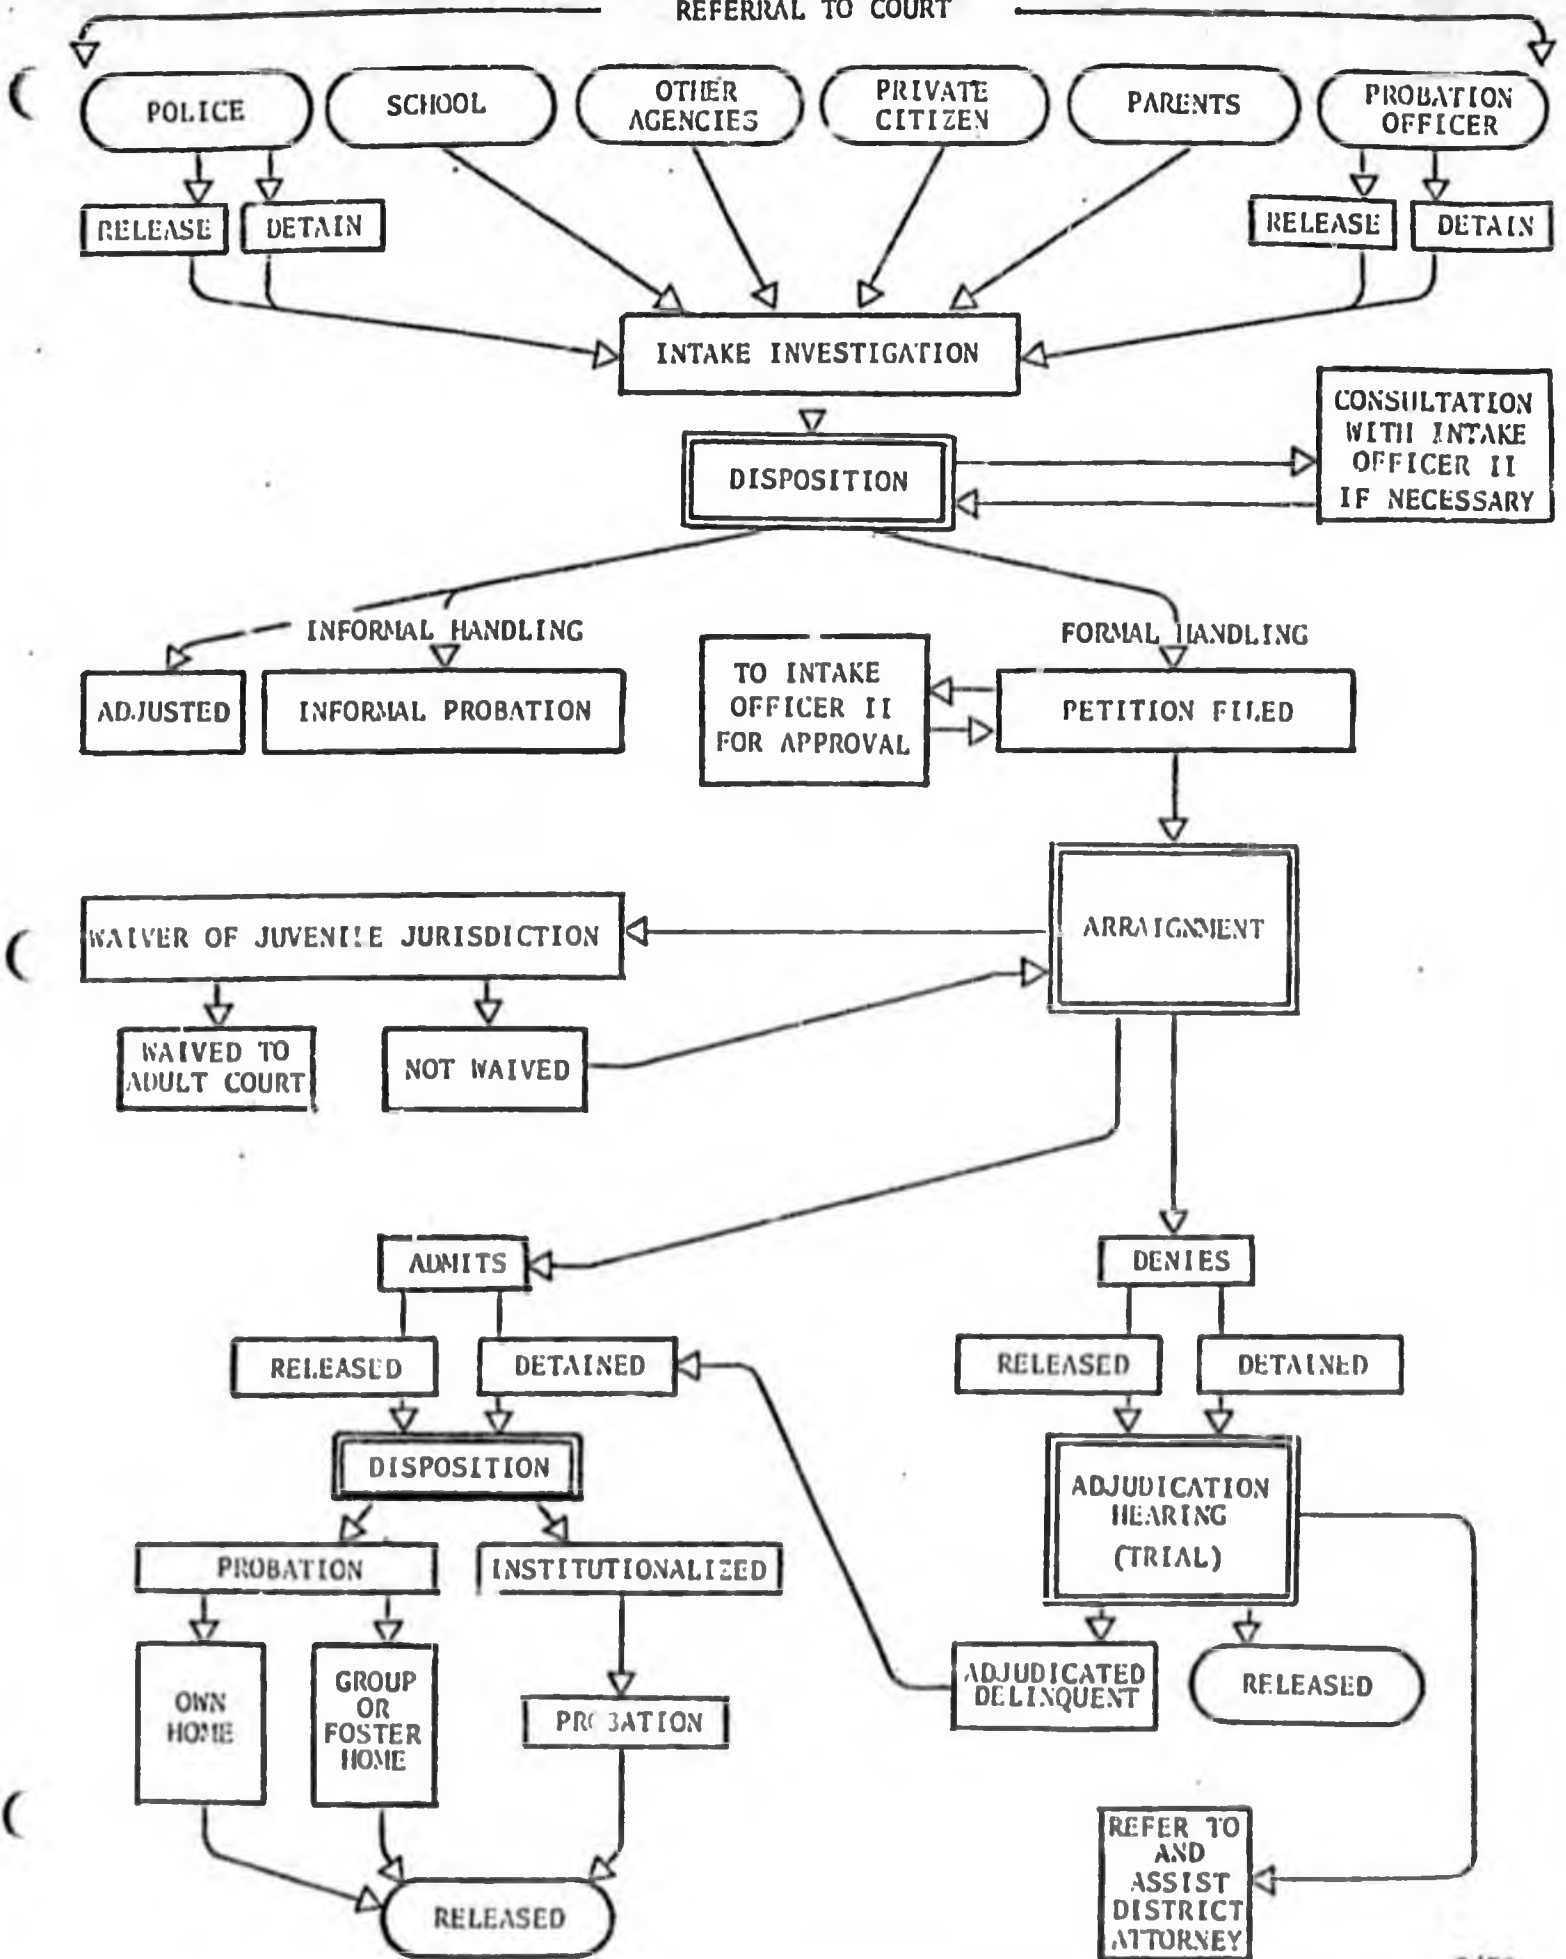 REFERRAL TO COURT
POLICE
SCHOOL
OTHER
AGENCIES
PRIVATE
CITIZEN
PARENTS
PROBATION
OFFICER
RELEASE
DETAIN
RELEASE
DETAIN
INTAKE INVESTIGATION
CONSULTATION
WITH INTAKE
OFFICER II
IF NECESSARY
DISPOSITION
INFORMAL HANDLING
FORMAL HANDLING
ADJUSTED
INFORMAL PROBATION
TO INTAKE
OFFICER II
FOR APPROVAL
PETITION FILED
WAIVER OF JUVENILE JURISDICTION
ARRAIGNMENT
WAIVED TO
ADULT COURT
NOT WAIVED
ADMITS
DENIES
RELEASED
DETAINED
RELEASED
DETAINED
DISPOSITION
ADJUDICATION
HEARING
(TRIAL)
PROBATION
INSTITUTIONALIZED
OWN
HOME
GROUP
OR
FOSTER
HOME
PROBATION
ADJUDICATED
DELINQUENT
RELEASED
REFER TO
AND
ASSIST
DISTRICT
ATTORNEY
RELEASED